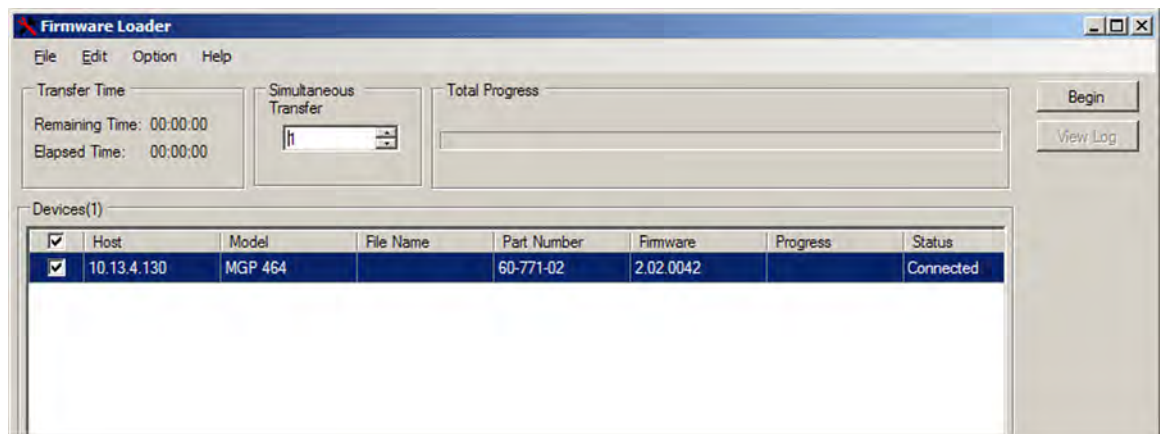 Firmware Loader
File Edit Option Help
Transfer Time
Remaining Time: 00:00:00
Elapsed Time: 00:00:00
Simultaneous
Transfer
1
Total Progress
Begin
View Log
Devices(1)
Host Model File Name Part Number Firmware Progress Status
10.13.4.130 MGP 464 60-771-02 2.02.0042 Connected